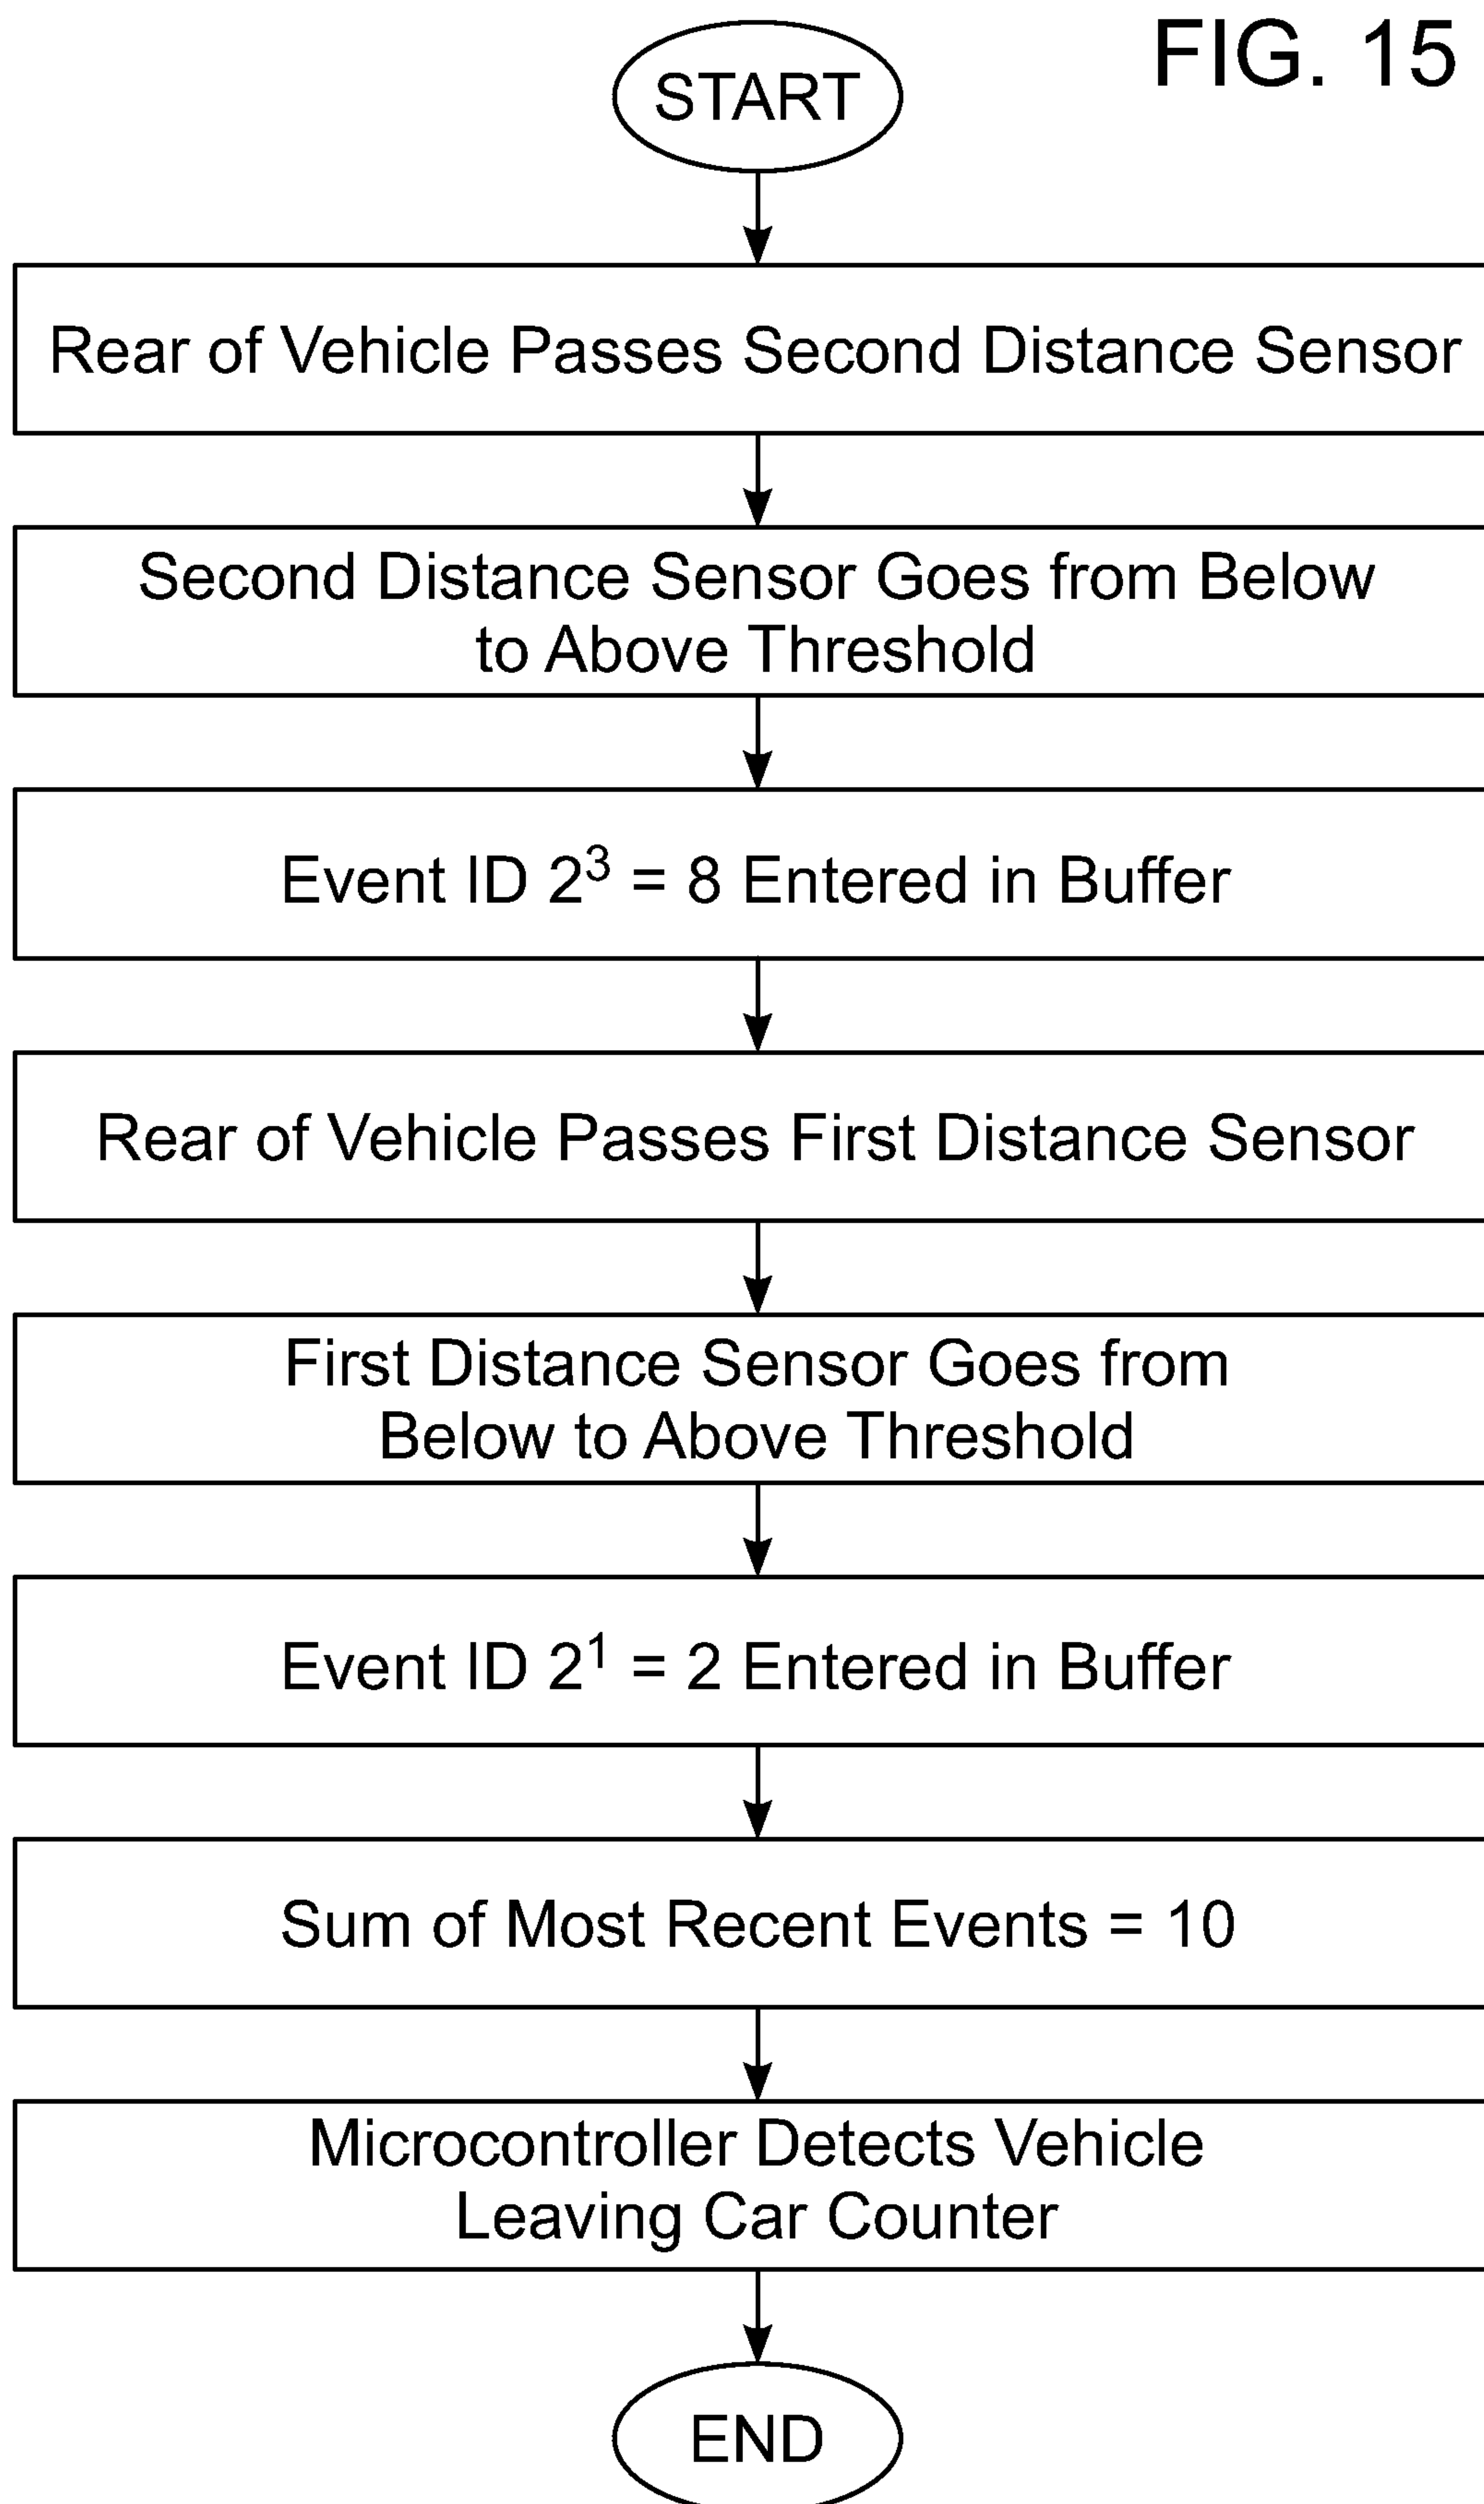 FIG. 15
START
Rear of Vehicle Passes Second Distance Sensor
Second Distance Sensor Goes from Below
to Above Threshold
Event ID 2³ = 8 Entered in Buffer
Rear of Vehicle Passes First Distance Sensor
First Distance Sensor Goes from
Below to Above Threshold
Event ID 2¹ = 2 Entered in Buffer
Sum of Most Recent Events = 10
Microcontroller Detects Vehicle
Leaving Car Counter
END